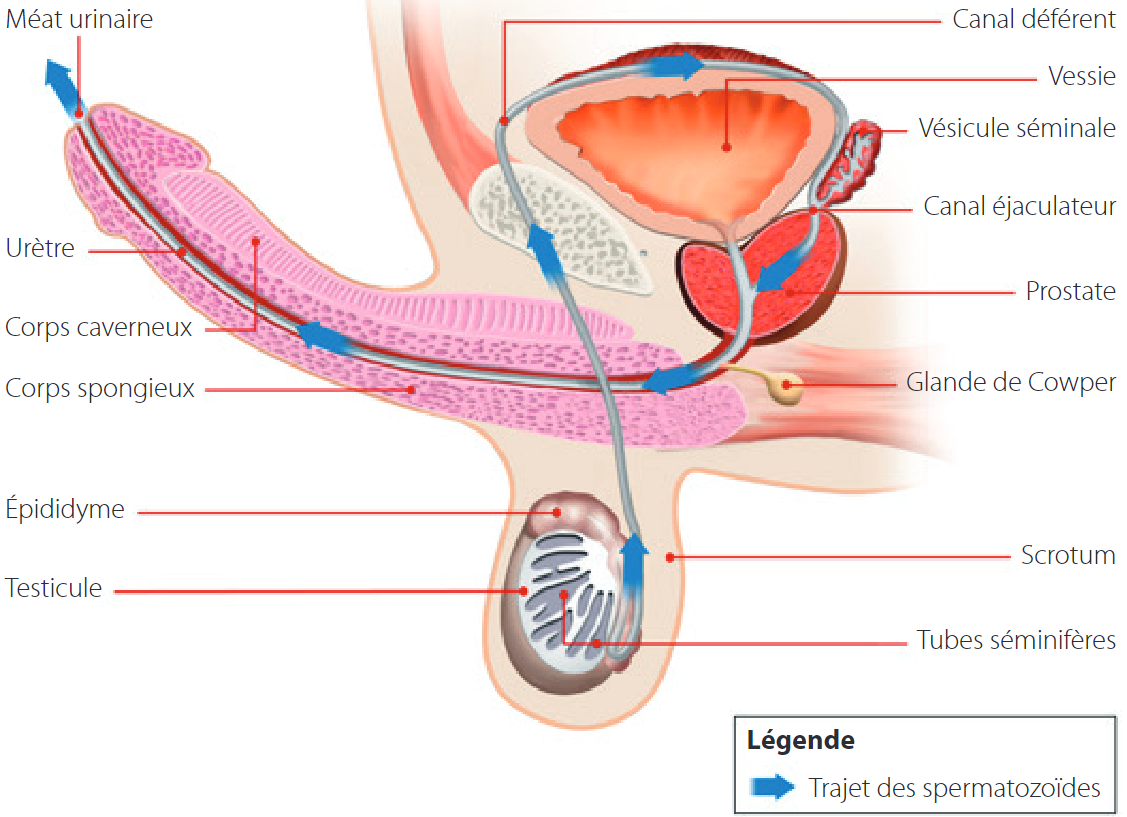 Méat urinaire
Canal déférent
Vessie
Vésicule séminale
Canal éjaculateur
Urètre
Prostate
Corps caverneux
Corps spongieux
Glande de Cowper
Épididyme
Scrotum
Testicule
Tubes séminifères
Légende
Trajet des spermatozoïdes